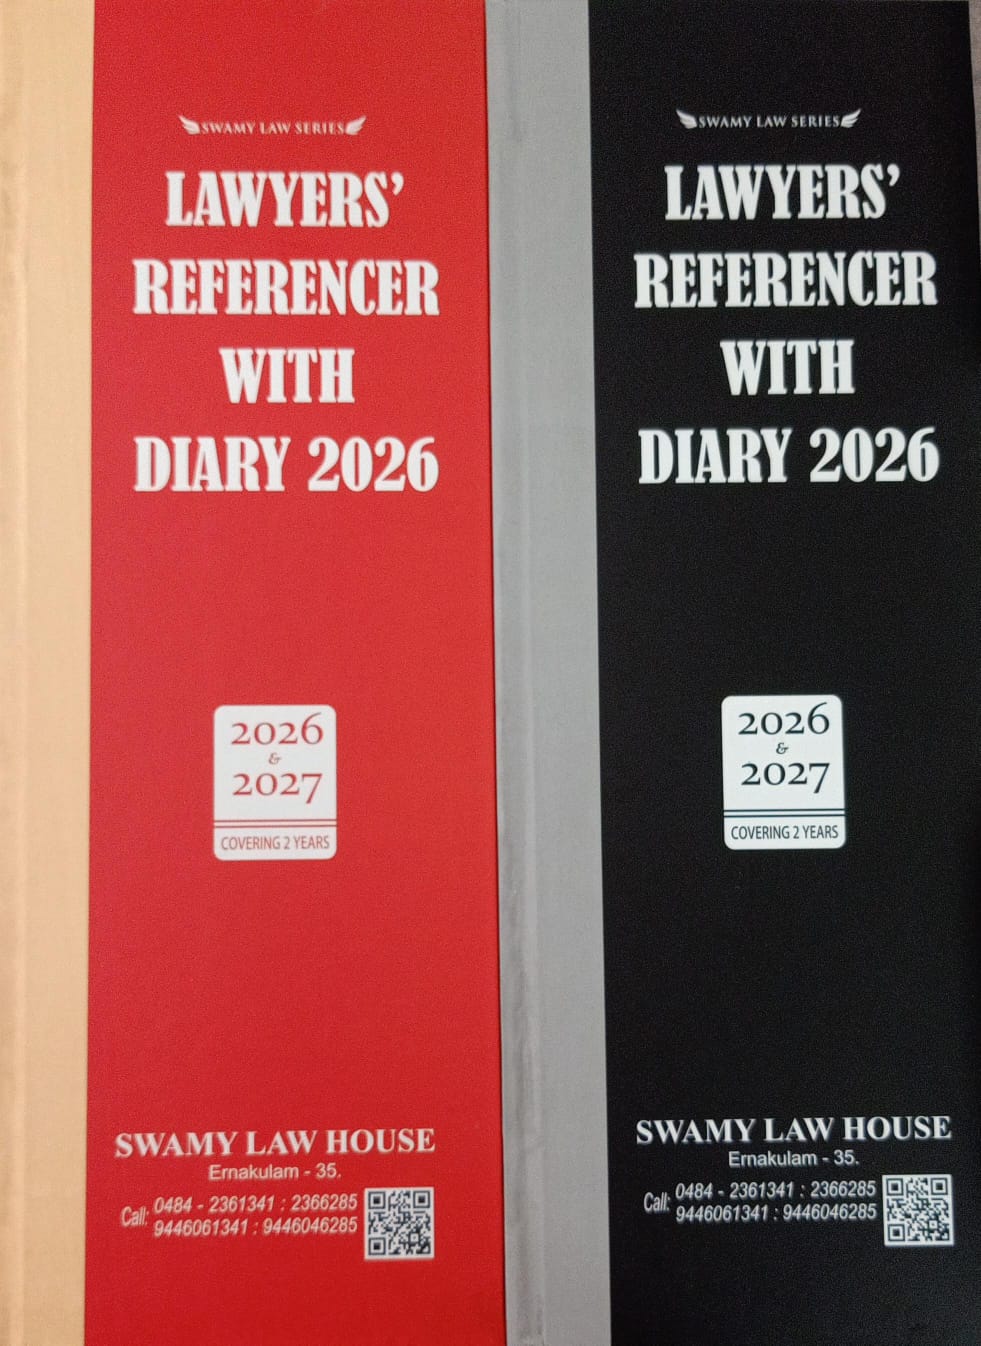 SWAMY LAW SERIES
LAWYERS’
REFERENCER
WITH
DIARY 2026
2026
&
2027
COVERING 2 YEARS
SWAMY LAW HOUSE
Ernakulam - 35.
Call: 0484 - 2361341 : 2366285
9446061341 : 9446046285
SWAMY LAW SERIES
LAWYERS’
REFERENCER
WITH
DIARY 2026
2026
&
2027
COVERING 2 YEARS
SWAMY LAW HOUSE
Ernakulam - 35.
Call: 0484 - 2361341 : 2366285
9446061341 : 9446046285